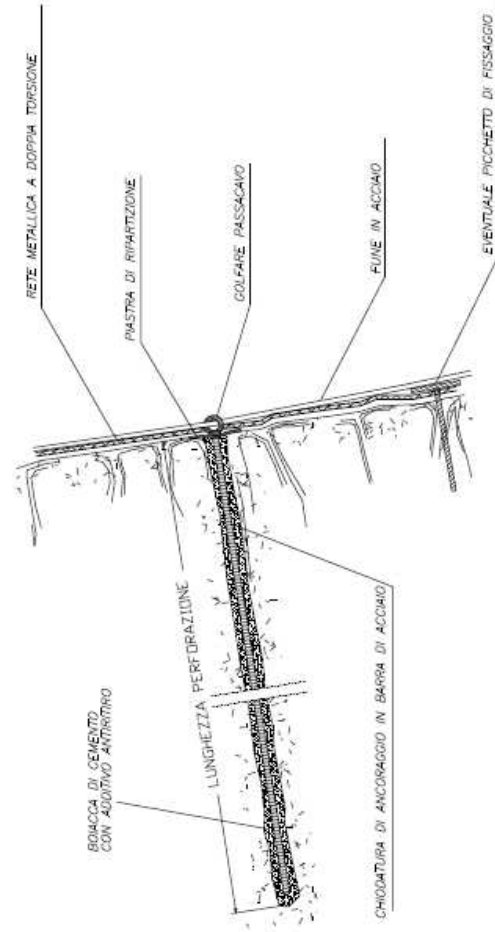 RETE METALLICA A DOPPIA TORSIONE
PIASTRA DI RIPARTIZIONE
GOLFARE PASSACAVO
FUNE IN ACCIAIO
EVENTUALE PICCHETTO DI FISSAGGIO
LUNGHEZZA PERFORAZIONE
BOIACCA DI CEMENTO
CON ADDITIVO ANTIRITIRO
CHIODATURA DI ANCORAGGIO IN BARRA DI ACCIAIO